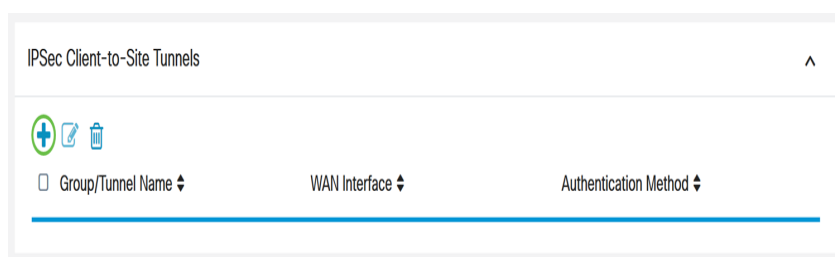 IPSec Client-to-Site Tunnels
Group/Tunnel Name WAN Interface Authentication Method